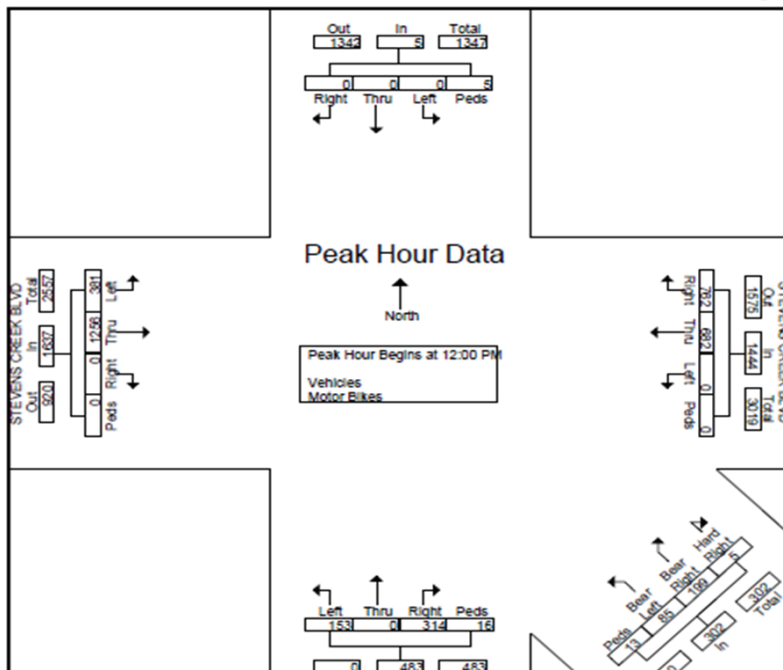 Out In Total
1342 5 1347
0 0 0 5
Right Thru Left Peds
STEVENS CREEK BLVD
Out In Total
920 1637 2557
0 0 1256 381
Peds Right Thru Left
Peak Hour Data
North
Peak Hour Begins at 12:00 PM
Vehicles
Motor Bikes
Right Thru Left Peds
762 682 0 0
Out In Total
1575 1444 3019
Left Thru Right Peds
153 0 314 16
0 483 483
Peds Bear Left Bear Right Hard Right
13 85 199 5
302 302
In Total